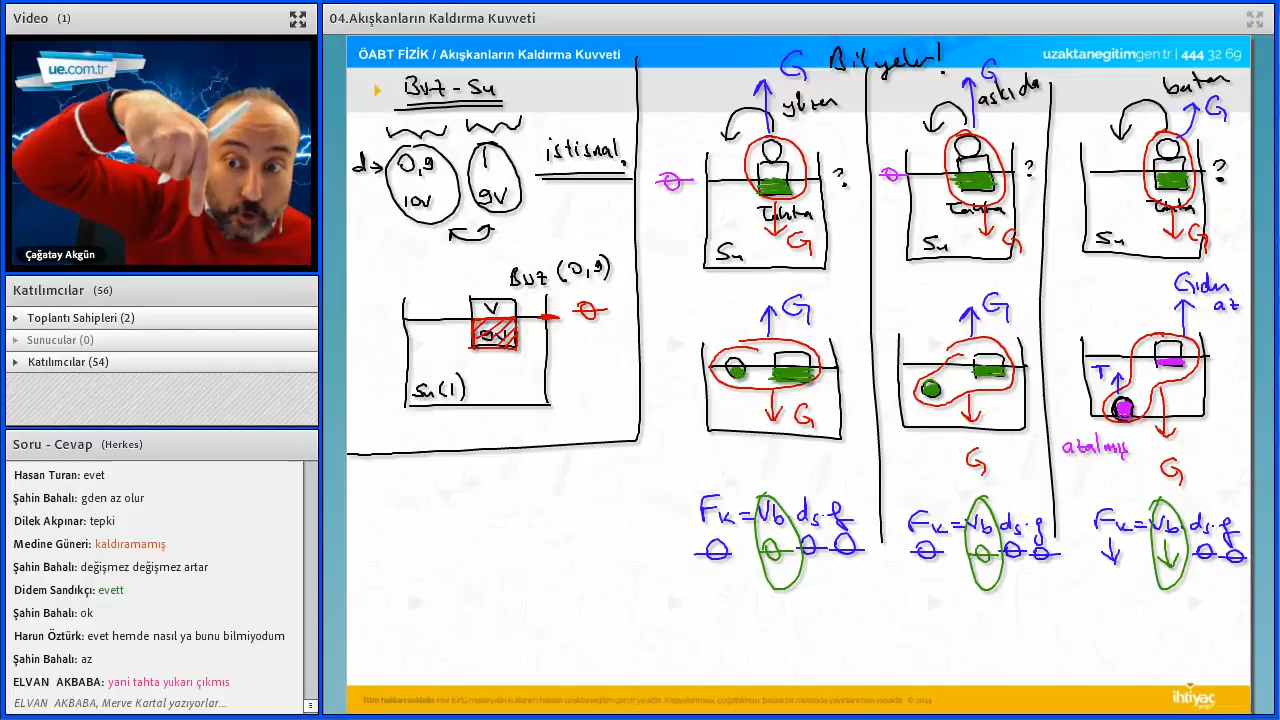 Video (1)
ue.com.tr
Çağatay Akgün
Katılımcılar (56)
Toplantı Sahipleri (2)
Sunucular (0)
Katılımcılar (54)
Soru - Cevap (Herkes)
Hasan Turan: evet
Şahin Bahalı: gden az olur
Dilek Akpınar: tepki
Medine Güneri: kaldıramamış
Şahin Bahalı: değişmez değişmez artar
Didem Sandıkçı: evett
Şahin Bahalı: ok
Harun Öztürk: evet hemde nasıl ya bunu bilmiyodum
Şahin Bahalı: az
ELVAN AKBABA: yani tahta yukarı çıkmıs
ELVAN AKBABA, Merve Kartal yazıyorlar...
04.Akışkanların Kaldırma Kuvveti
ÖABT FİZİK / Akışkanların Kaldırma Kuvveti
uzaktanegitimgen.tr | 444 32 69
Bilyeler!
Buz - Su
d → 0,9 1
10V 9V
istisnai.
Buz (0,9)
V
9V
Su (1)
G yüzen
?
Tahta
G
Su
G
G
Fk = Vb . ds . g
G askıda
?
Tahta
G
Su
G
G
Fk = Vb . ds . g
batan
G
?
Tahta
G
Su
G'den az
T
atılmış
G
Fk = Vb . ds . g
ihtiyaç